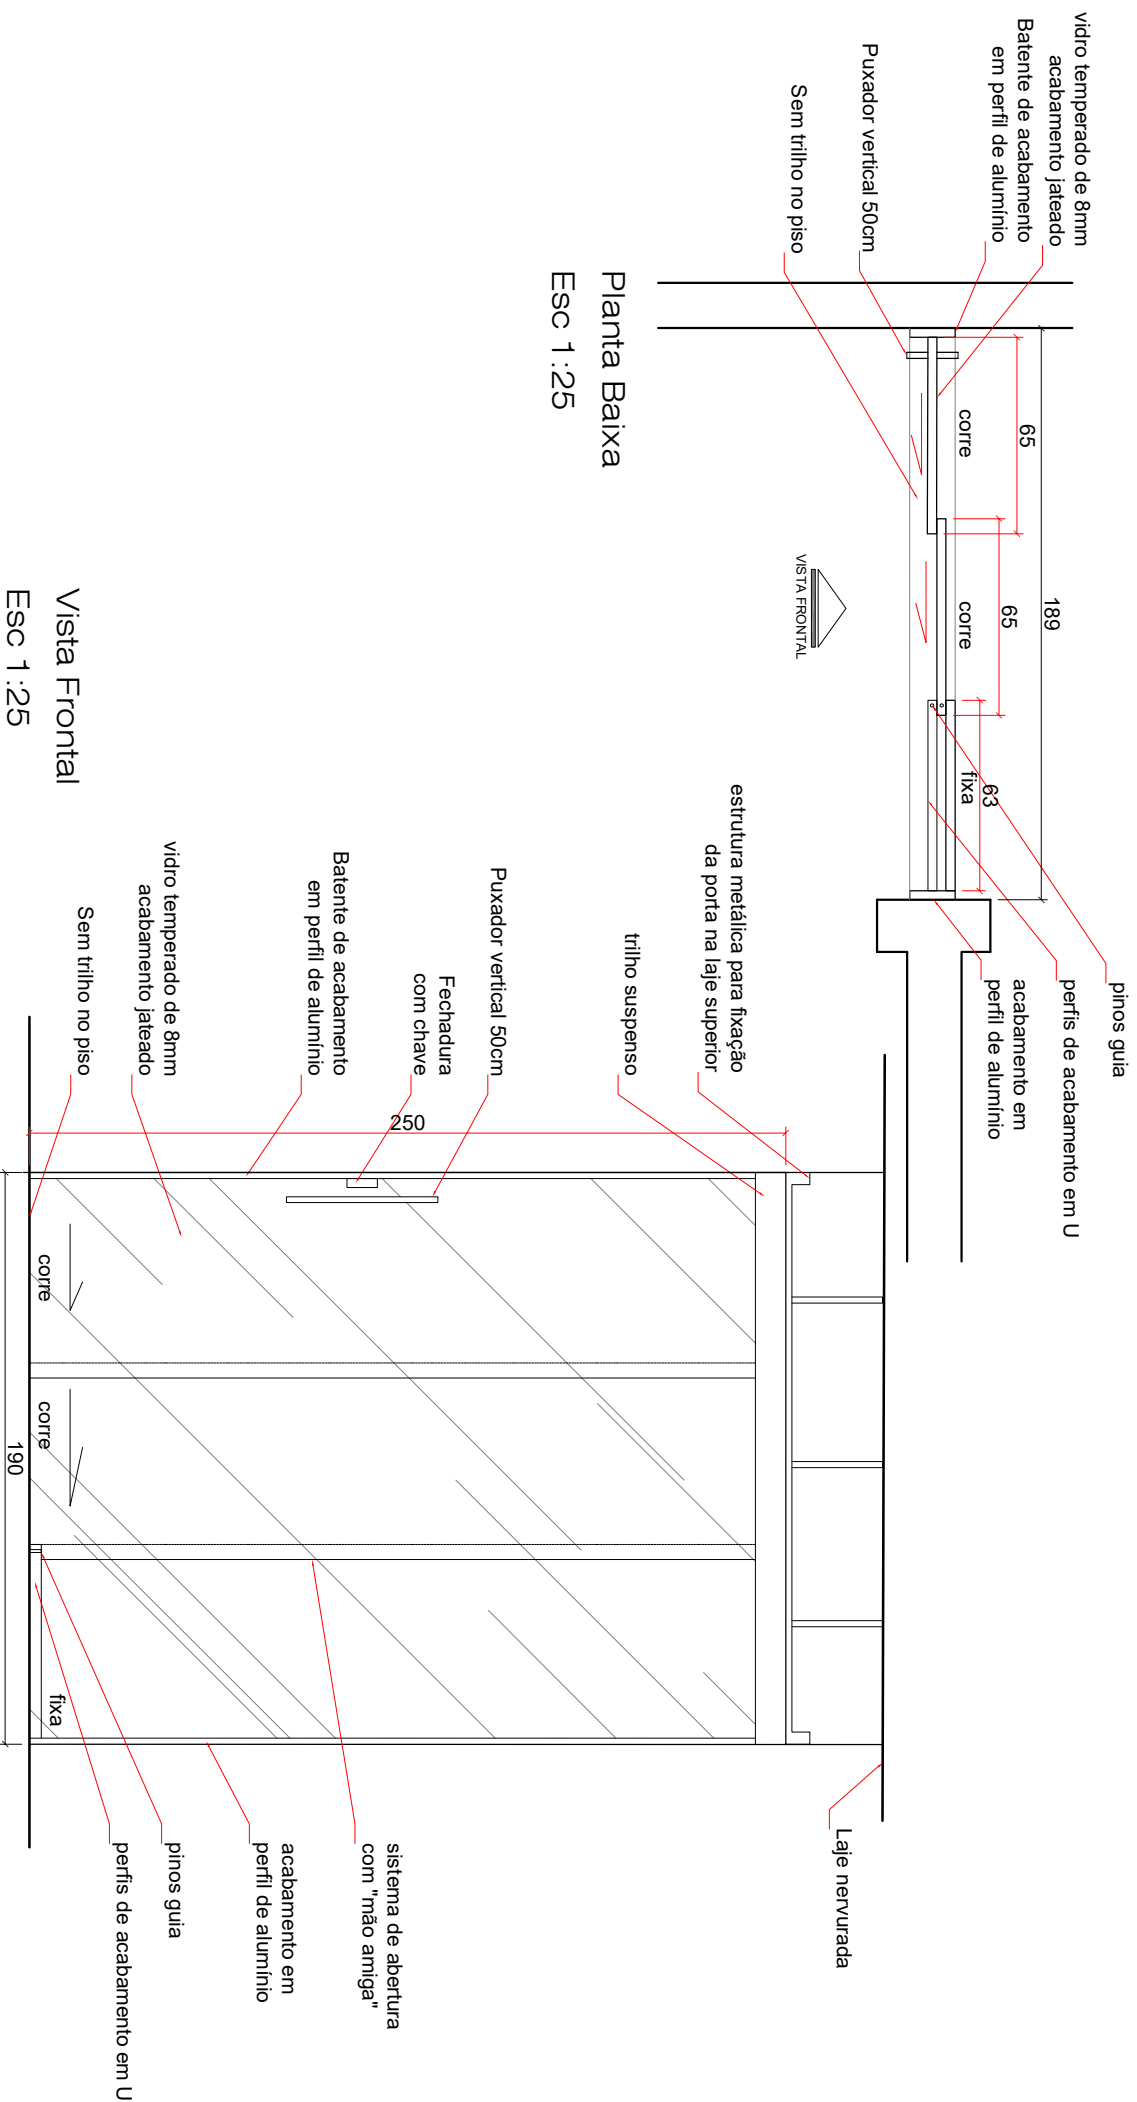 vidro temperado de 8mm
acabamento jateado
Batente de acabamento
em perfil de alumínio
Puxador vertical 50cm
Sem trilho no piso
189
65
65
63
corre
corre
fixa
VISTA FRONTAL
pinos guia
perfis de acabamento em U
acabamento em
perfil de alumínio
Planta Baixa
Esc 1:25
estrutura metálica para fixação
da porta na laje superior
trilho suspenso
Puxador vertical 50cm
Fechadura
com chave
Batente de acabamento
em perfil de alumínio
vidro temperado de 8mm
acabamento jateado
Sem trilho no piso
250
corre
corre
fixa
190
Laje nervurada
sistema de abertura
com "mão amiga"
acabamento em
perfil de alumínio
pinos guia
perfis de acabamento em U
Vista Frontal
Esc 1:25